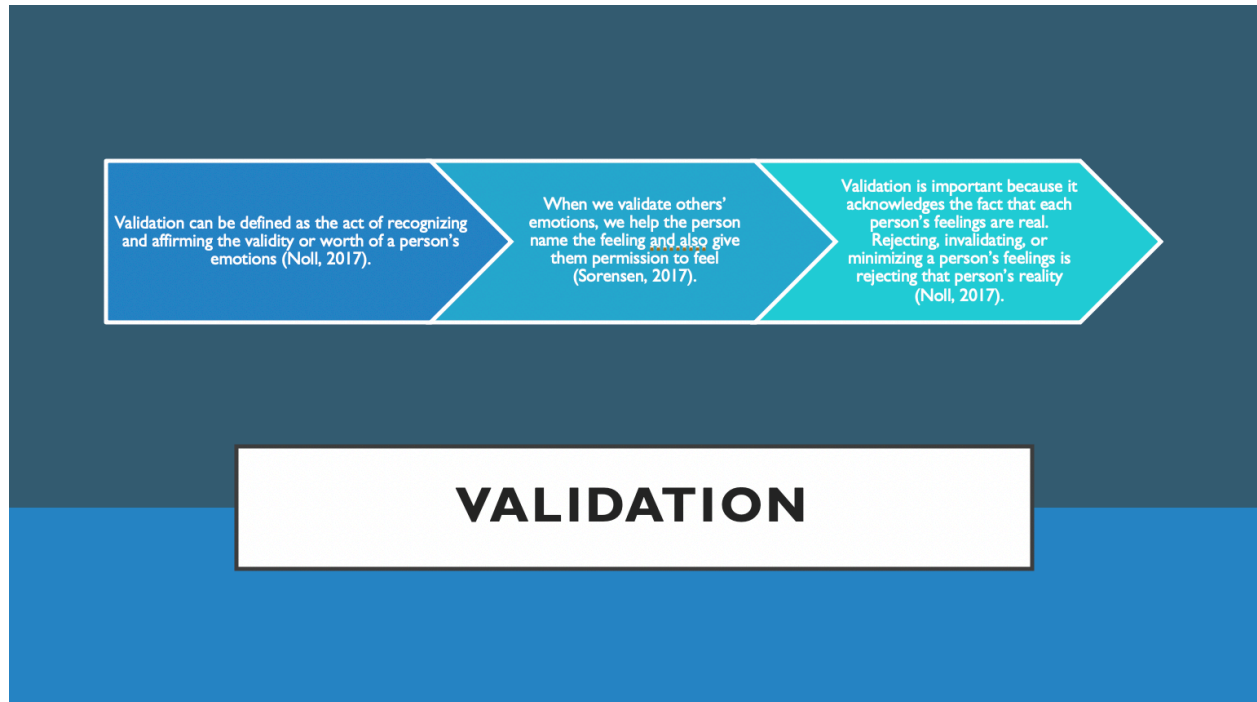 Validation can be defined as the act of recognizing
and affirming the validity or worth of a person's
emotions (Noll, 2017).
When we validate others'
emotions, we help the person
name the feeling and also give
them permission to feel
(Sorensen, 2017).
Validation is important because it
acknowledges the fact that each
person's feelings are real.
Rejecting, invalidating, or
minimizing a person's feelings is
rejecting that person's reality
(Noll, 2017).
VALIDATION